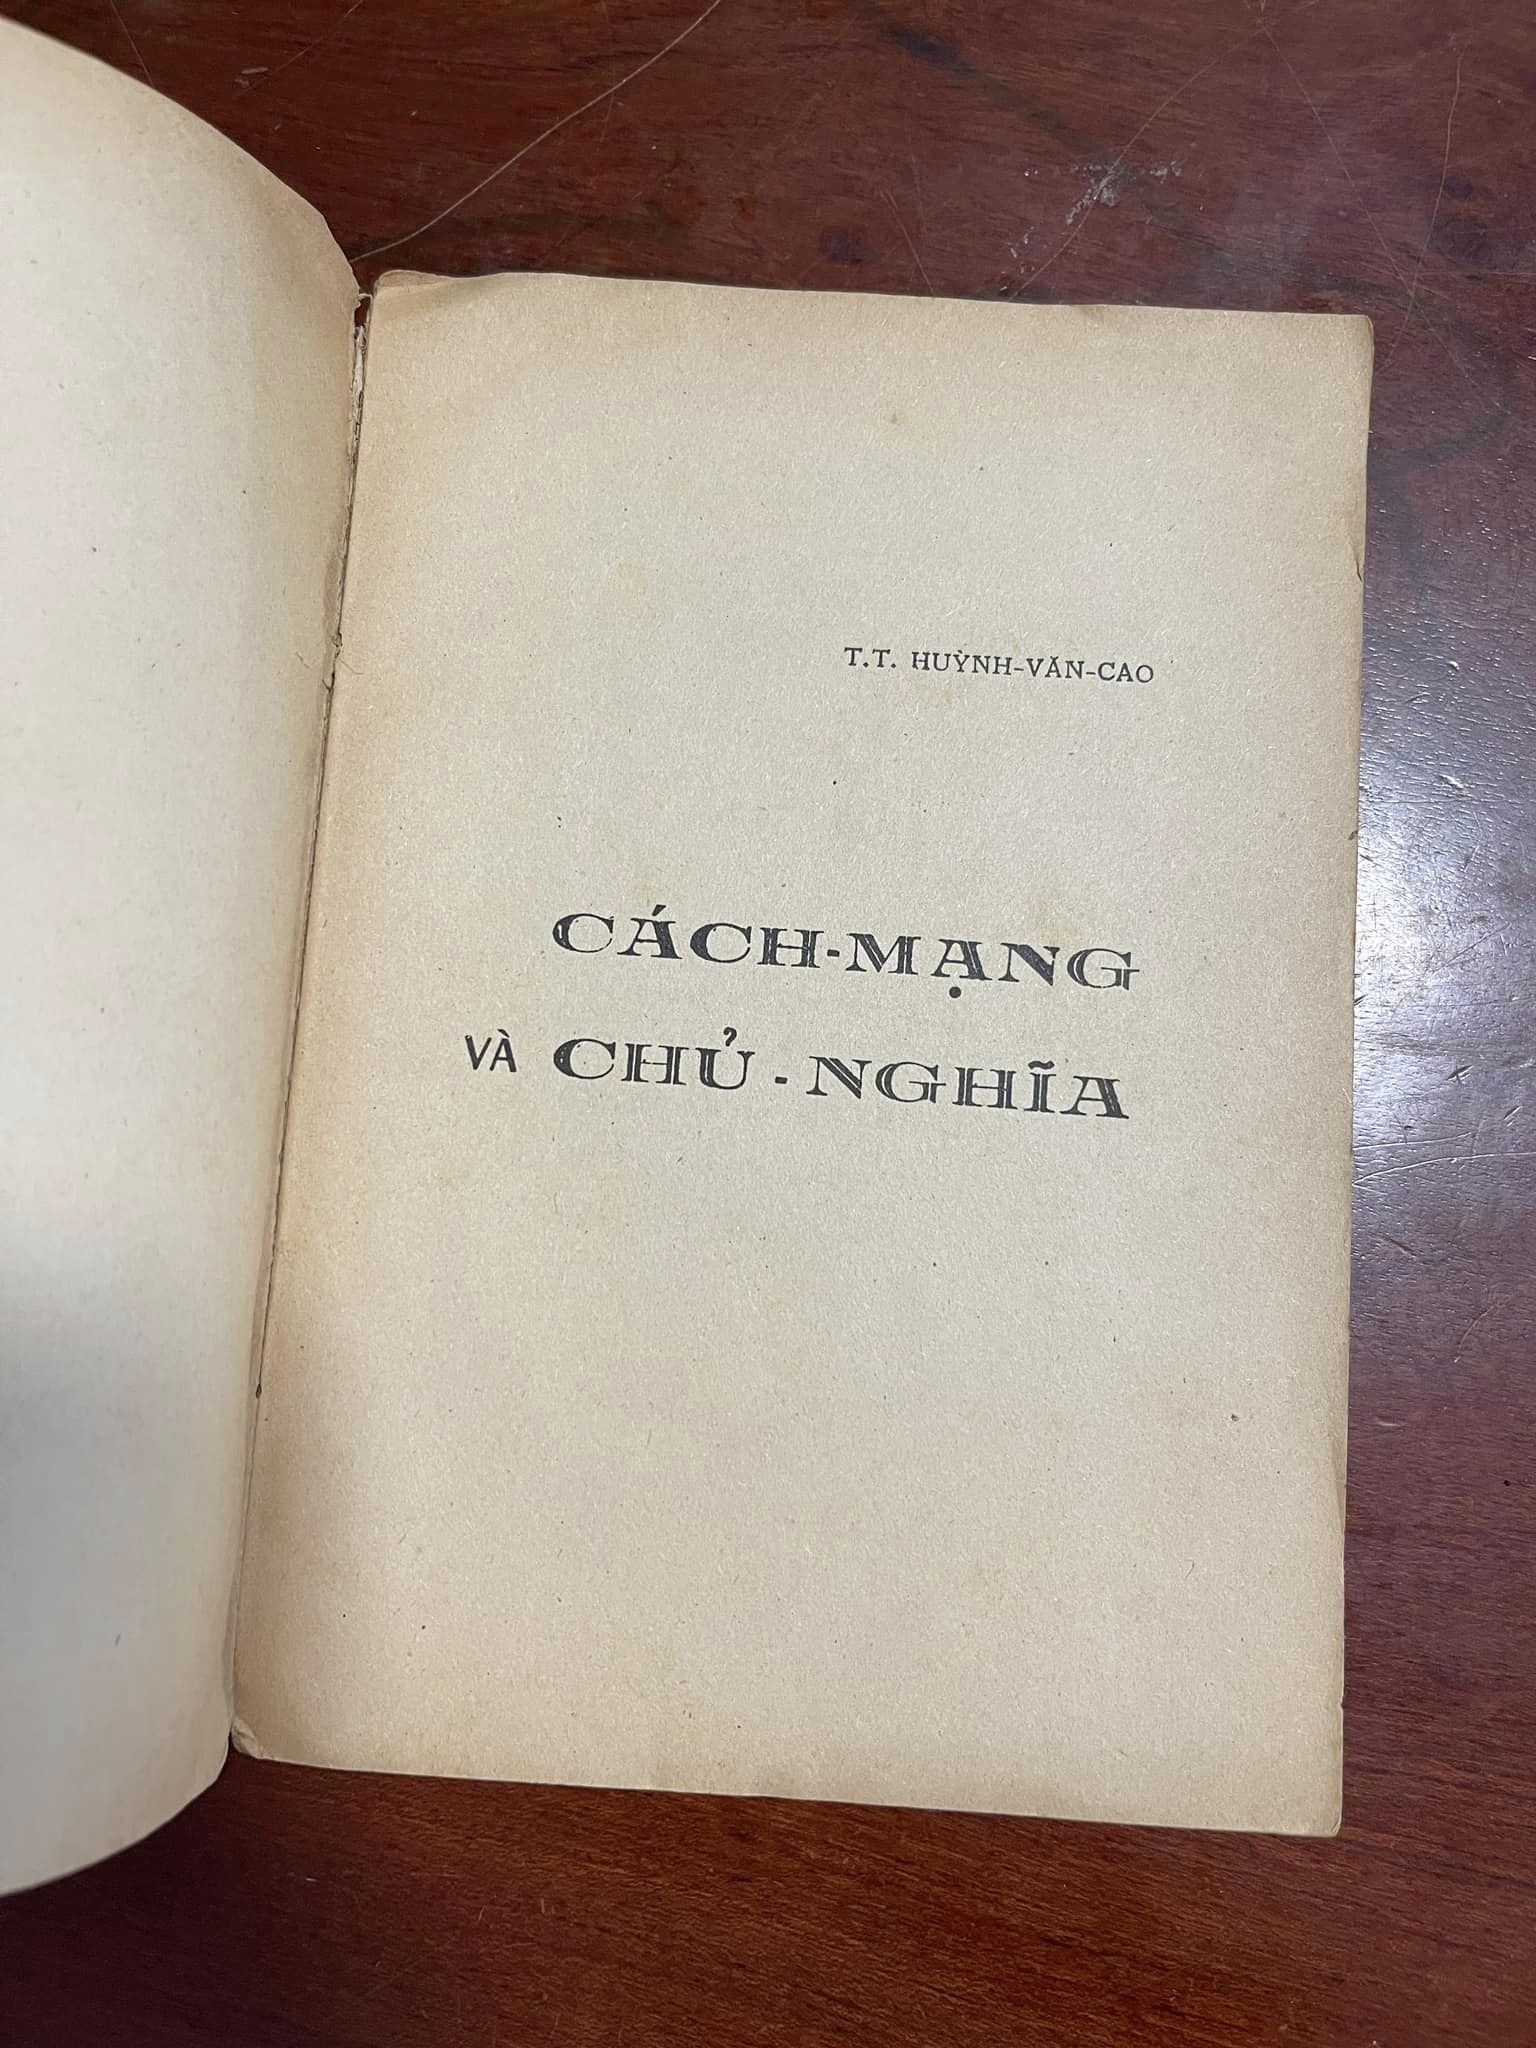 T.T. HUỲNH-VĂN-CAO
CÁCH-MẠNG
VÀ CHỦ-NGHĨA